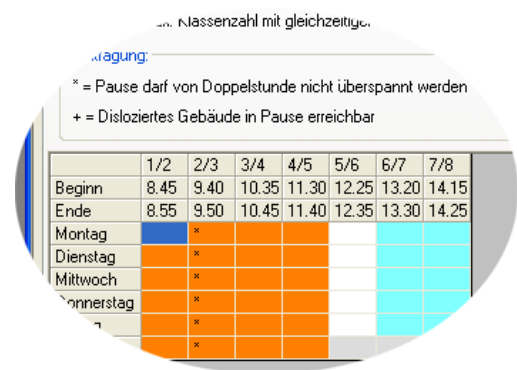 Klassenzahl mit gleichzeitiger
* = Pause darf von Doppelstunde nicht überspannt werden
+ = Disloziertes Gebäude in Pause erreichbar
1/2 2/3 3/4 4/5 5/6 6/7 7/8
Beginn 8.45 9.40 10.35 11.30 12.25 13.20 14.15
Ende 8.55 9.50 10.45 11.40 12.35 13.30 14.25
Montag *
Dienstag *
Mittwoch *
Donnerstag *
*
*